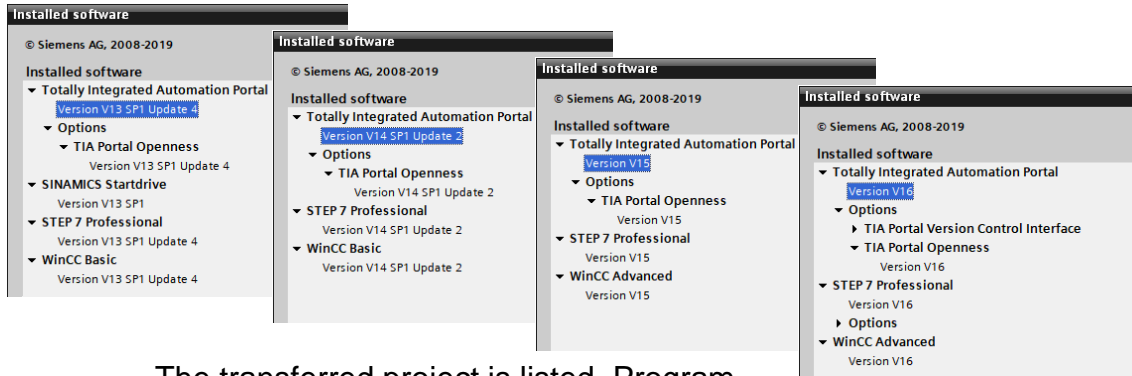 Installed software
© Siemens AG, 2008-2019
Installed software
Totally Integrated Automation Portal
Version V13 SP1 Update 4
Options
TIA Portal Openness
Version V13 SP1 Update 4
SINAMICS Startdrive
Version V13 SP1
STEP 7 Professional
Version V13 SP1 Update 4
WinCC Basic
Version V13 SP1 Update 4
Installed software
© Siemens AG, 2008-2019
Installed software
Totally Integrated Automation Portal
Version V14 SP1 Update 2
Options
TIA Portal Openness
Version V14 SP1 Update 2
STEP 7 Professional
Version V14 SP1 Update 2
WinCC Basic
Version V14 SP1 Update 2
Installed software
© Siemens AG, 2008-2019
Installed software
Totally Integrated Automation Portal
Version V15
Options
TIA Portal Openness
Version V15
STEP 7 Professional
Version V15
WinCC Advanced
Version V15
Installed software
© Siemens AG, 2008-2019
Installed software
Totally Integrated Automation Portal
Version V16
Options
TIA Portal Version Control Interface
TIA Portal Openness
Version V16
STEP 7 Professional
Version V16
Options
WinCC Advanced
Version V16
The transferred project is listed. Program